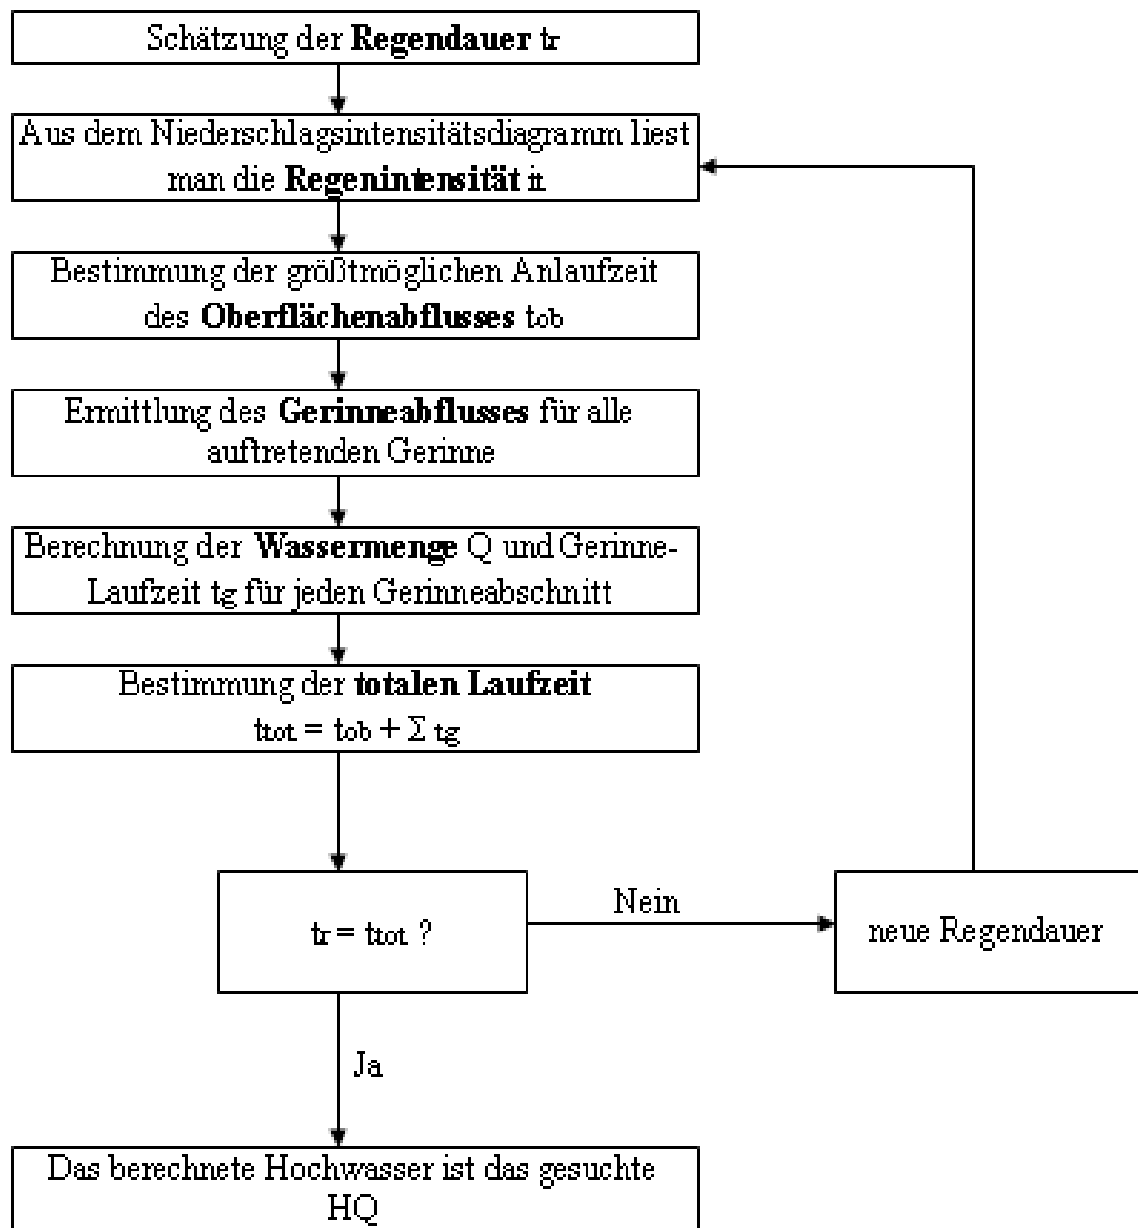 Schätzung der Regendauer tr
Aus dem Niederschlagsintensitätsdiagramm liest
man die Regenintensität it
Bestimmung der größtmöglichen Anlaufzeit
des Oberflächenabflusses tob
Ermittlung des Gerinneabflusses für alle
auftretenden Gerinne
Berechnung der Wassermenge Q und Gerinne-
Laufzeit tg für jeden Gerinneabschnitt
Bestimmung der totalen Laufzeit
ttot = tob + Σ tg
tr = ttot ?
Nein
neue Regendauer
Ja
Das berechnete Hochwasser ist das gesuchte
HQ